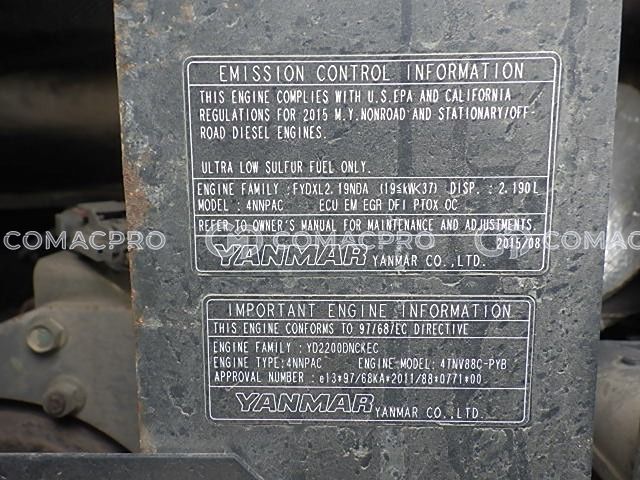 EMISSION CONTROL INFORMATION
THIS ENGINE COMPLIES WITH U.S.EPA AND CALIFORNIA
REGULATIONS FOR 2015 M.Y.NONROAD AND STATIONARY/OFF-
ROAD DIESEL ENGINES.
ULTRA LOW SULFUR FUEL ONLY.
ENGINE FAMILY : FYDXL2.19NDA (19≤kW<37) DISP. : 2.190L
MODEL : 4NNPAC ECU EM EGR DFI PTOX OC
REFER TO OWNER'S MANUAL FOR MAINTENANCE AND ADJUSTMENTS.
2015/08
YANMAR YANMAR CO.,LTD.
COMACPRO COMACPRO COMACPRO
IMPORTANT ENGINE INFORMATION
THIS ENGINE CONFORMS TO 97/68/EC DIRECTIVE
ENGINE FAMILY : YD2200DNCKEC
ENGINE TYPE:4NNPAC ENGINE MODEL: 4TNV88C-PYB
APPROVAL NUMBER : e13*97/68KA*2011/88*0771*00
YANMAR YANMAR CO.,LTD.